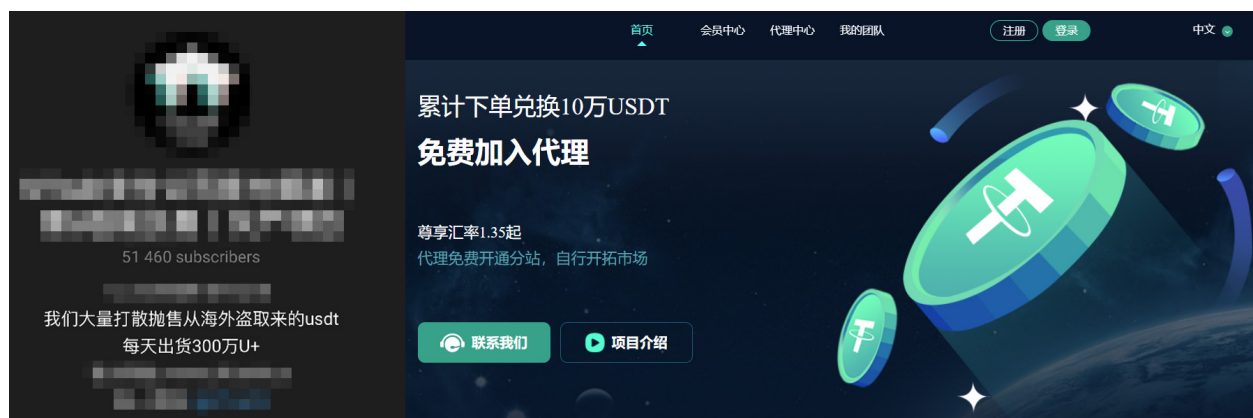 51 460 subscribers
我们大量打散抛售从海外盗取来的usdt
每天出货300万U+
首页
会员中心
代理中心
我的团队
注册
登录
中文
累计下单兑换10万USDT
免费加入代理
尊享汇率1.35起
代理免费开通分站，自行开拓市场
联系我们
项目介绍